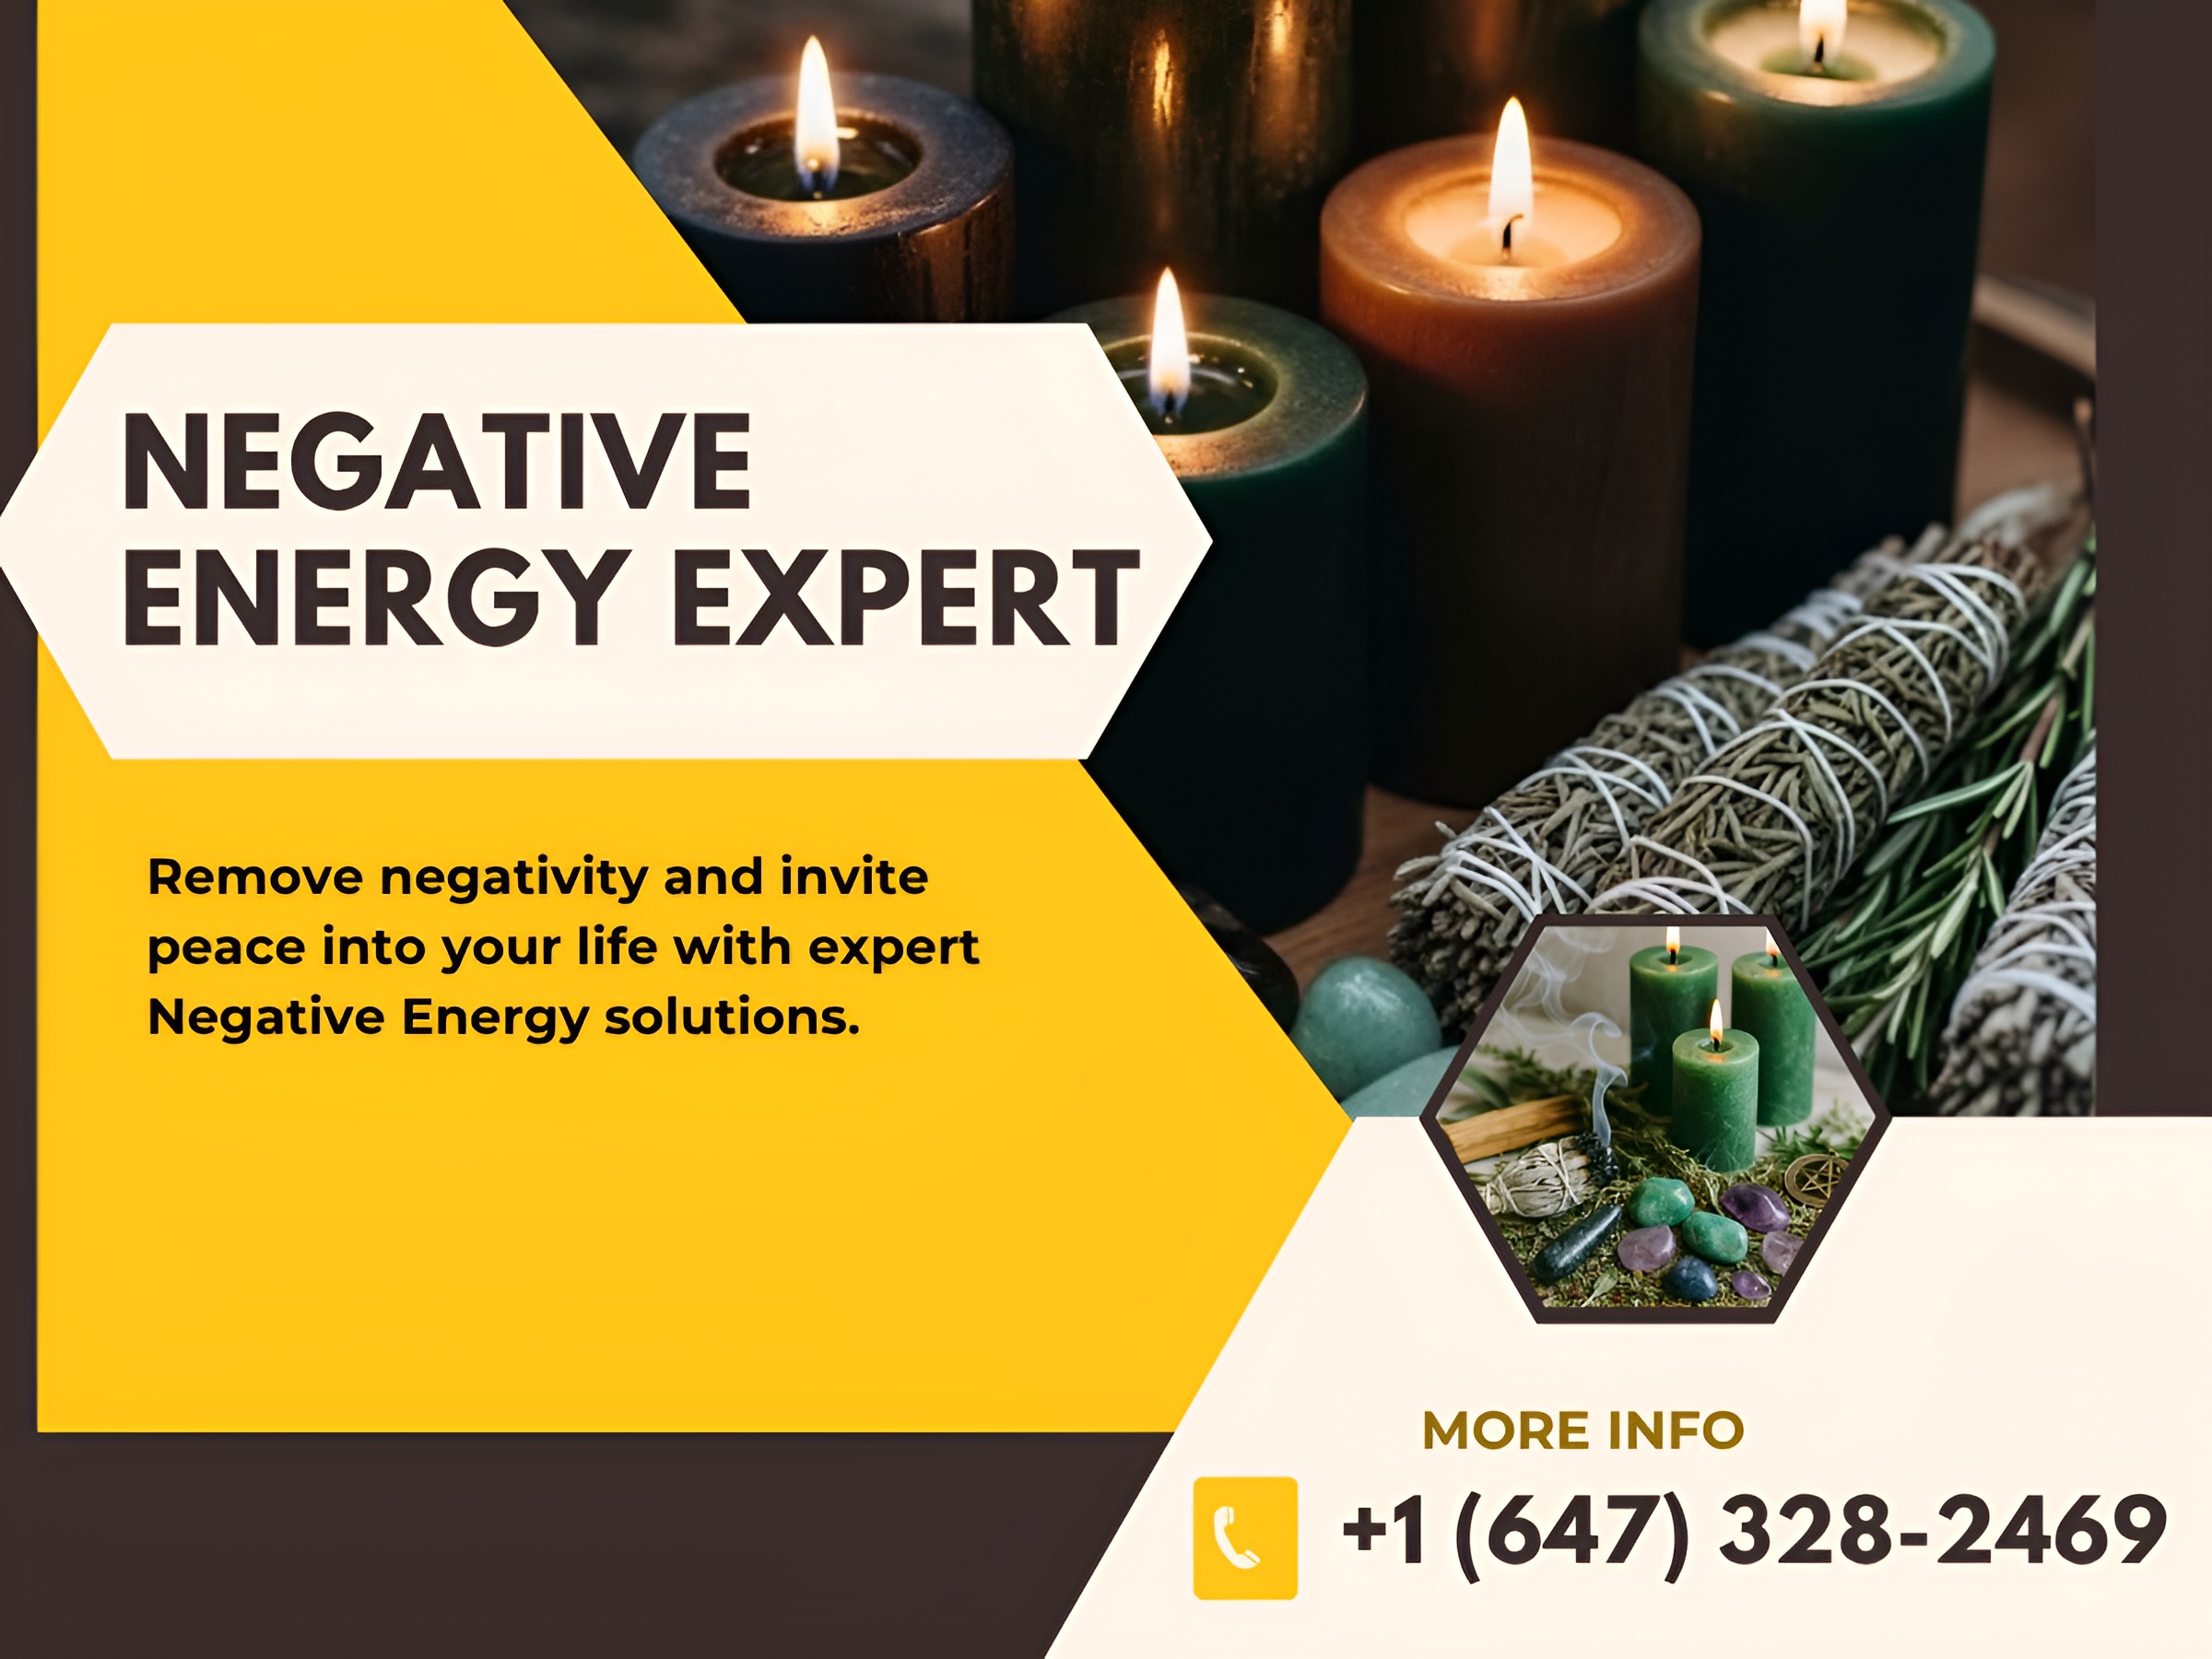 NEGATIVE
ENERGY EXPERT
Remove negativity and invite
peace into your life with expert
Negative Energy solutions.
MORE INFO
+1 (647) 328-2469